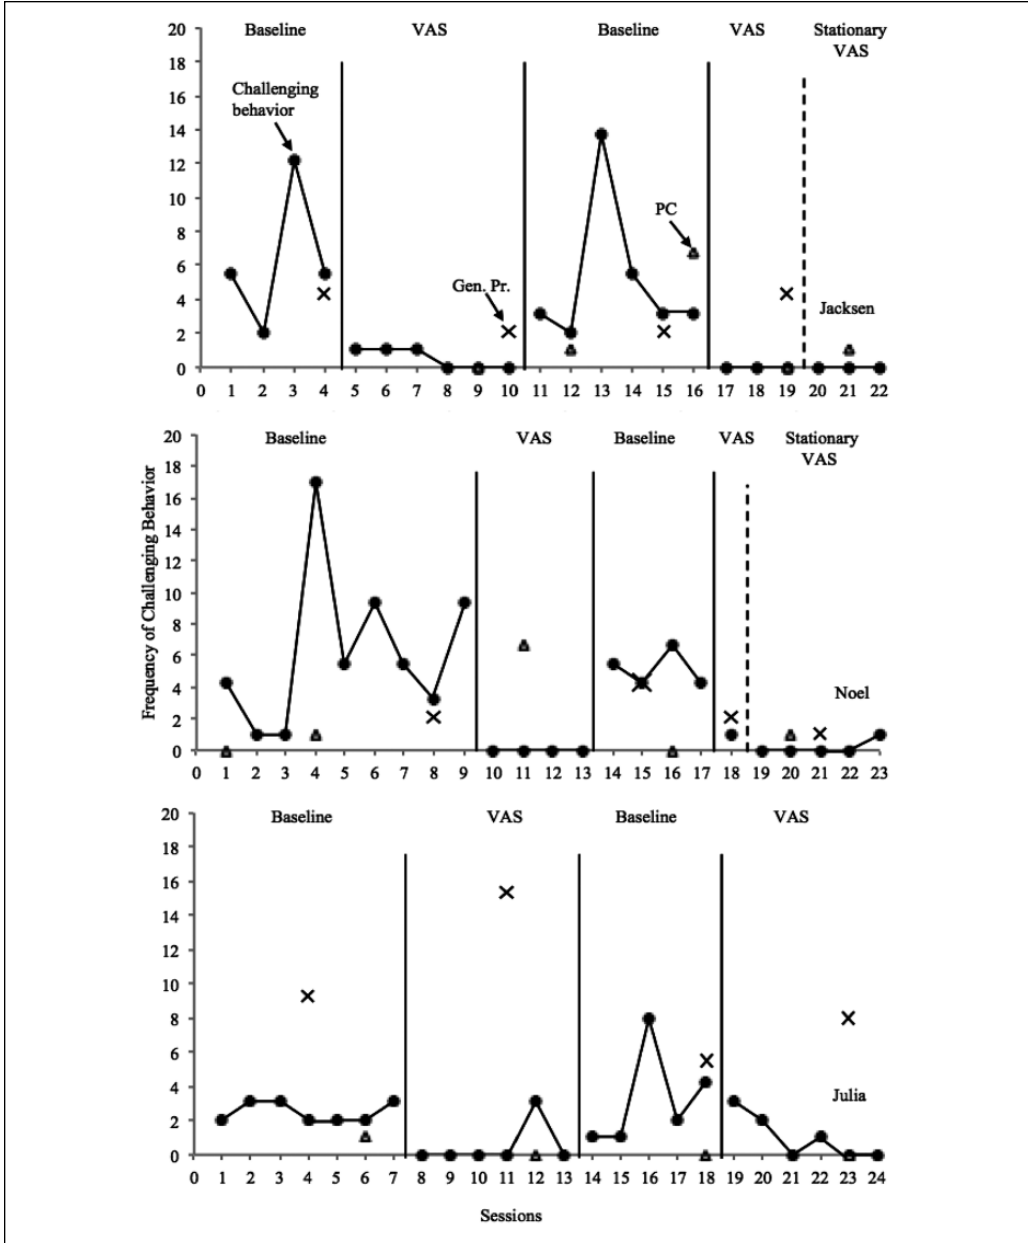 Baseline VAS Baseline VAS Stationary
VAS
20
18
16
14
12
10
8
6
4
2
0
Challenging
behavior
PC
Gen. Pr.
Jacksen
0 1 2 3 4 5 6 7 8 9 10 11 12 13 14 15 16 17 18 19 20 21 22
Frequency of Challenging Behavior
Baseline VAS Baseline VAS Stationary
VAS
20
18
16
14
12
10
8
6
4
2
0
Noel
0 1 2 3 4 5 6 7 8 9 10 11 12 13 14 15 16 17 18 19 20 21 22 23
Baseline VAS Baseline VAS
20
18
16
14
12
10
8
6
4
2
0
Julia
0 1 2 3 4 5 6 7 8 9 10 11 12 13 14 15 16 17 18 19 20 21 22 23 24
Sessions